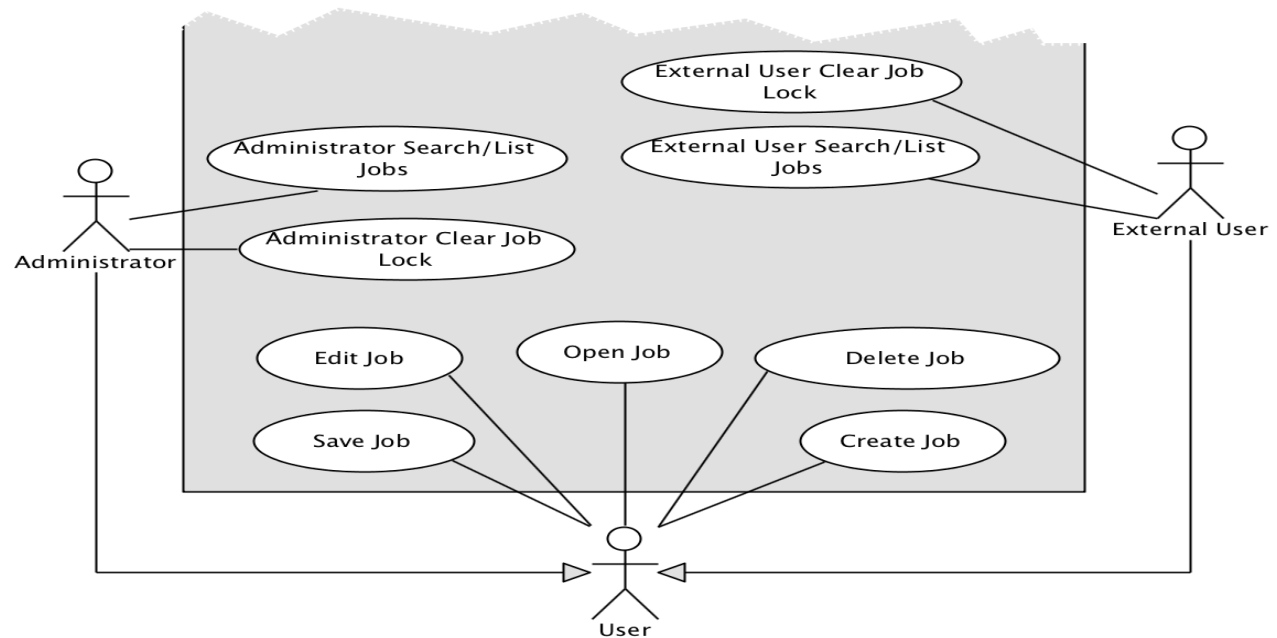 External User Clear Job
Lock
Administrator Search/List
Jobs
External User Search/List
Jobs
External User
Administrator
Administrator Clear Job
Lock
Edit Job
Open Job
Delete Job
Save Job
Create Job
User